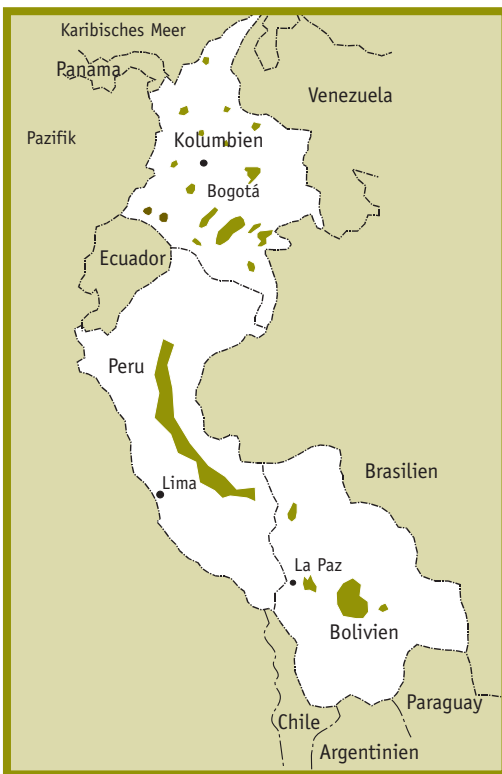 Karibisches Meer
Panama
Venezuela
Pazifik
Kolumbien
Bogotá
Ecuador
Peru
Brasilien
Lima
La Paz
Bolivien
Paraguay
Chile
Argentinien